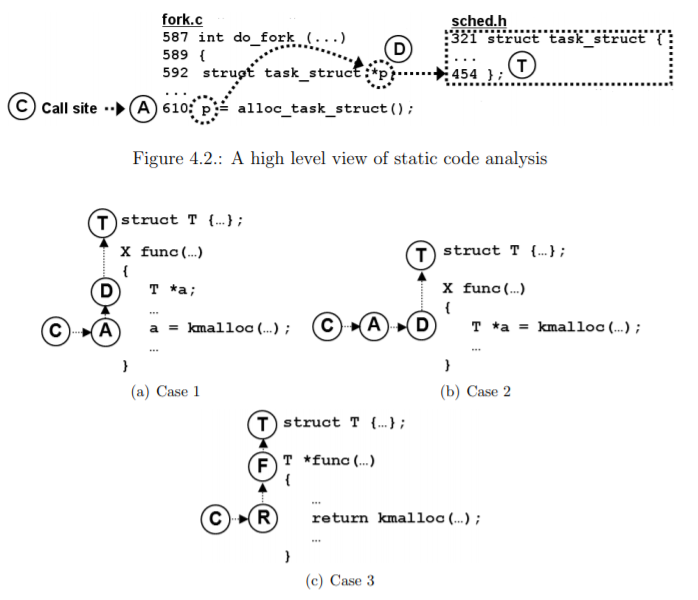 fork.c
587 int do_fork (...)
589 {
592 struct task_struct *p;
...
C Call site A 610: p = alloc_task_struct();
D
sched.h
321 struct task_struct {
...
454 }; T
Figure 4.2.: A high level view of static code analysis
T struct T {…};
X func(…)
{
D T *a;
…
C A a = kmalloc(…);
…
}
(a) Case 1
T struct T {…};
X func(…)
{
C A D T *a = kmalloc(…);
…
}
(b) Case 2
T struct T {…};
F T *func(…)
{
…
C R return kmalloc(…);
…
}
(c) Case 3